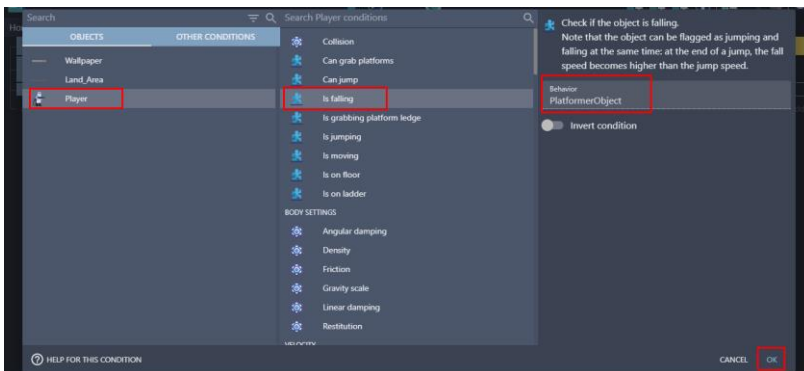 Search
OBJECTS
OTHER CONDITIONS
Wallpaper
Land_Area
Player
HELP FOR THIS CONDITION
Search Player conditions
Collision
Can grab platforms
Can jump
Is falling
Is grabbing platform ledge
Is jumping
Is moving
Is on floor
Is on ladder
BODY SETTINGS
Angular damping
Density
Friction
Gravity scale
Linear damping
Restitution
VELOCITY
Check if the object is falling.
Note that the object can be flagged as jumping and
falling at the same time: at the end of a jump, the fall
speed becomes higher than the jump speed.
Behavior
PlatformerObject
Invert condition
CANCEL
OK